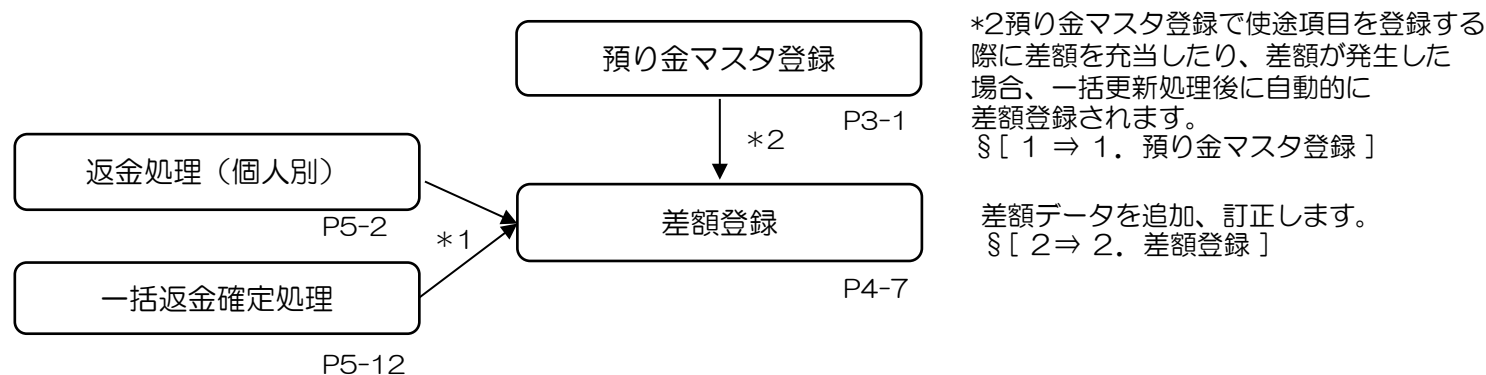 預り金マスタ登録
P3-1
*2
返金処理（個人別）
P5-2
*1
差額登録
P4-7
一括返金確定処理
P5-12
*2預り金マスタ登録で使途項目を登録する
際に差額を充当したり、差額が発生した
場合、一括更新処理後に自動的に
差額登録されます。
§[ 1 ⇒ 1. 預り金マスタ登録 ]
差額データを追加、訂正します。
§[ 2⇒ 2. 差額登録 ]